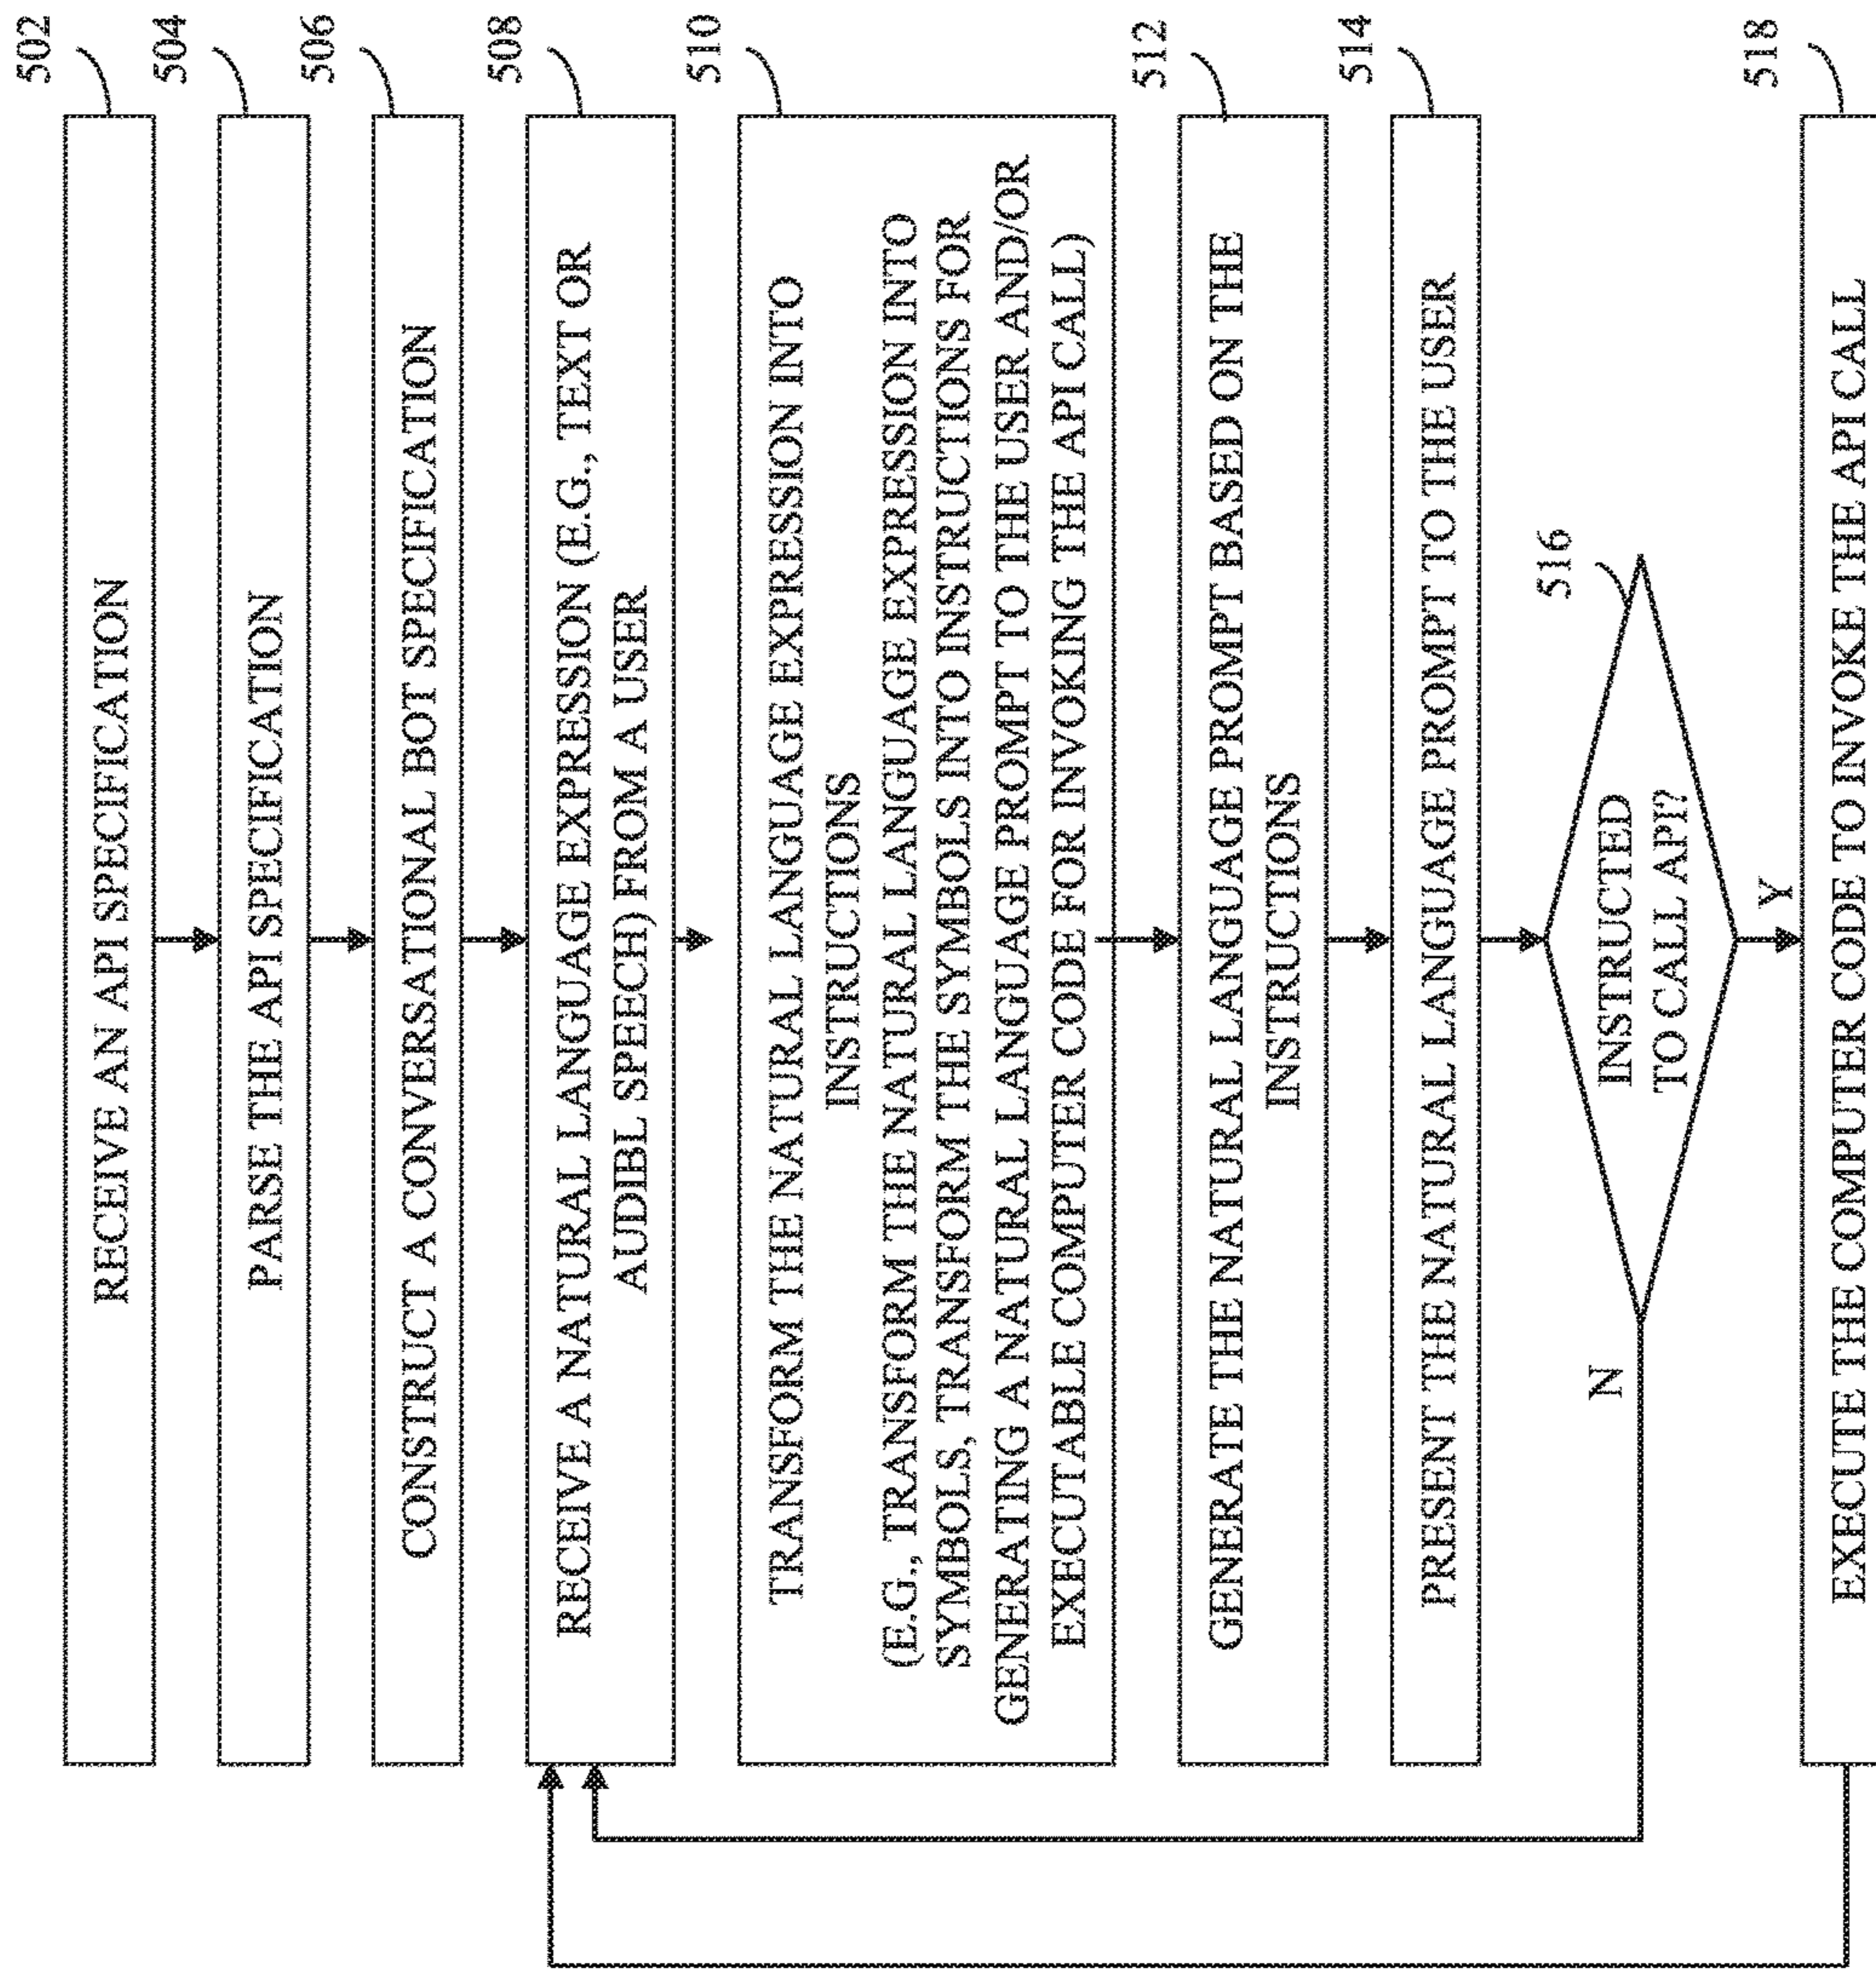 502
RECEIVE AN API SPECIFICATION
504
PARSE THE API SPECIFICATION
506
CONSTRUCT A CONVERSATIONAL BOT SPECIFICATION
508
RECEIVE A NATURAL LANGUAGE EXPRESSION (E.G., TEXT OR
AUDIBL SPEECH) FROM A USER
510
TRANSFORM THE NATURAL LANGUAGE EXPRESSION INTO
INSTRUCTIONS
(E.G., TRANSFORM THE NATURAL LANGUAGE EXPRESSION INTO
SYMBOLS, TRANSFORM THE SYMBOLS INTO INSTRUCTIONS FOR
GENERATING A NATURAL LANGUAGE PROMPT TO THE USER AND/OR
EXECUTABLE COMPUTER CODE FOR INVOKING THE API CALL)
512
GENERATE THE NATURAL LANGUAGE PROMPT BASED ON THE
INSTRUCTIONS
514
PRESENT THE NATURAL LANGUAGE PROMPT TO THE USER
516
INSTRUCTED
TO CALL API?
N
Y
518
EXECUTE THE COMPUTER CODE TO INVOKE THE API CALL